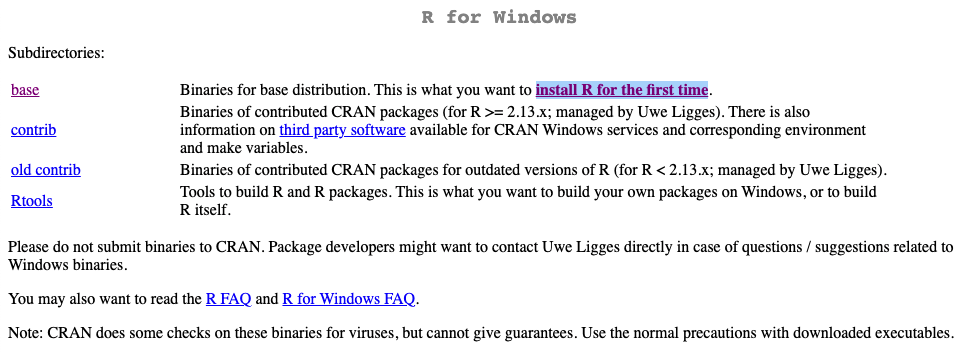 R for Windows
Subdirectories:
base Binaries for base distribution. This is what you want to install R for the first time.
Binaries of contributed CRAN packages (for R >= 2.13.x; managed by Uwe Ligges). There is also
contrib information on third party software available for CRAN Windows services and corresponding environment
and make variables.
old contrib Binaries of contributed CRAN packages for outdated versions of R (for R < 2.13.x; managed by Uwe Ligges).
Rtools Tools to build R and R packages. This is what you want to build your own packages on Windows, or to build
R itself.
Please do not submit binaries to CRAN. Package developers might want to contact Uwe Ligges directly in case of questions / suggestions related to
Windows binaries.
You may also want to read the R FAQ and R for Windows FAQ.
Note: CRAN does some checks on these binaries for viruses, but cannot give guarantees. Use the normal precautions with downloaded executables.